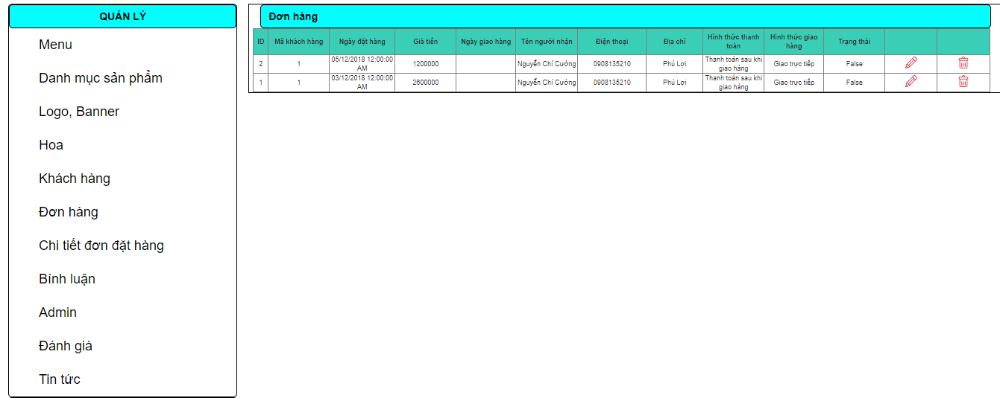 QUẢN LÝ
Menu
Danh mục sản phẩm
Logo, Banner
Hoa
Khách hàng
Đơn hàng
Chi tiết đơn đặt hàng
Bình luận
Admin
Đánh giá
Tin tức
Đơn hàng
ID Mã khách hàng Ngày đặt hàng Giá tiền Ngày giao hàng Tên người nhận Điện thoại Địa chỉ Hình thức thanh toán Hình thức giao hàng Trạng thái
2 1 05/12/2018 12:00:00 AM 1200000 Nguyễn Chí Cường 0908135210 Phú Lợi Thanh toán sau khi giao hàng Giao trực tiếp False
1 1 03/12/2018 12:00:00 AM 2600000 Nguyễn Chí Cường 0908135210 Phú Lợi Thanh toán sau khi giao hàng Giao trực tiếp False